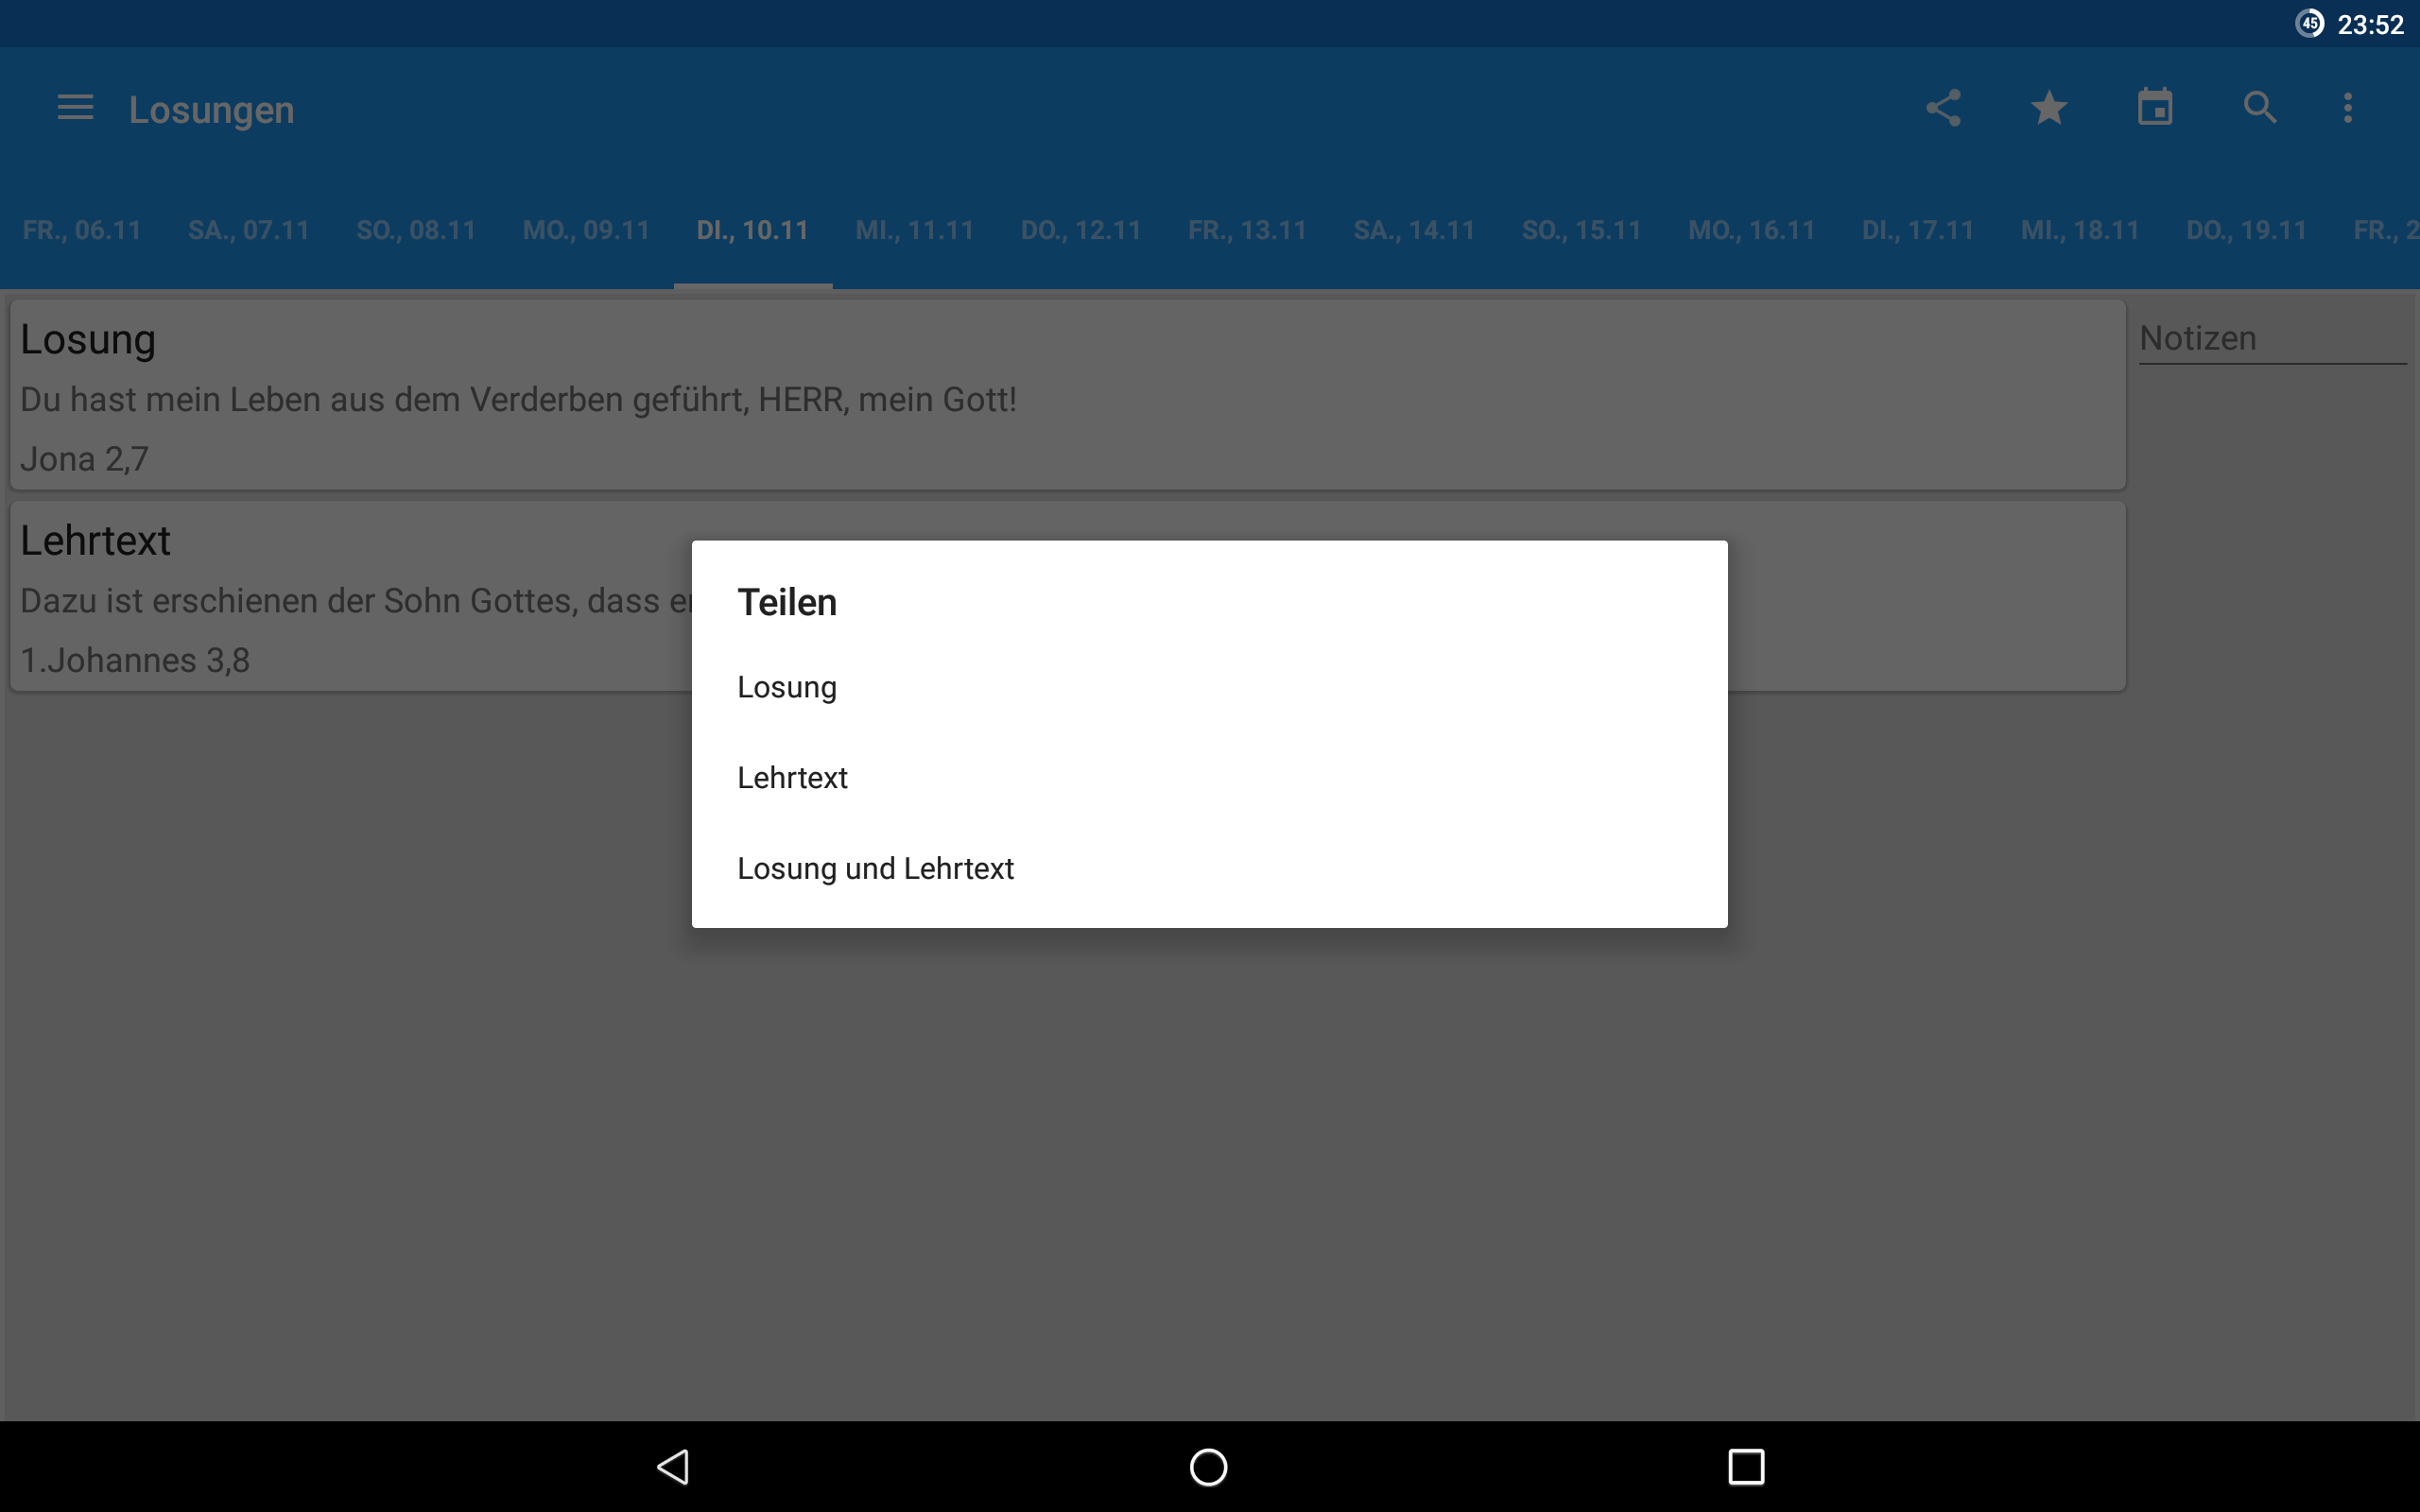 45 23:52
Losungen
FR., 06.11 SA., 07.11 SO., 08.11 MO., 09.11 DI., 10.11 MI., 11.11 DO., 12.11 FR., 13.11 SA., 14.11 SO., 15.11 MO., 16.11 DI., 17.11 MI., 18.11 DO., 19.11 FR., 2
Losung
Du hast mein Leben aus dem Verderben geführt, HERR, mein Gott!
Jona 2,7
Notizen
Lehrtext
Dazu ist erschienen der Sohn Gottes, dass er
1.Johannes 3,8
Teilen
Losung
Lehrtext
Losung und Lehrtext